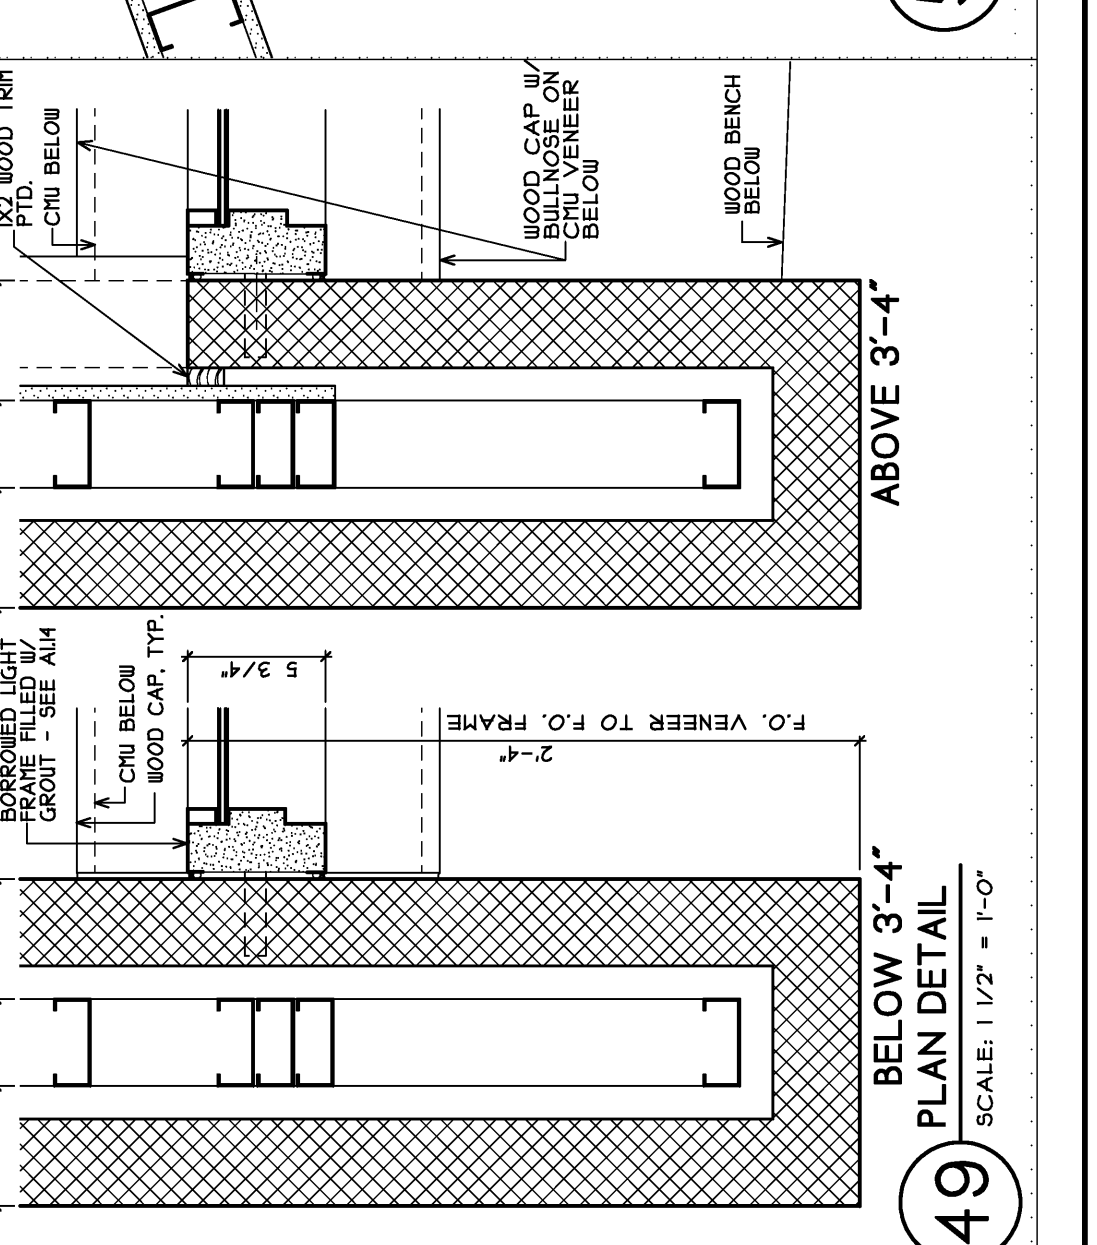 1X2 WOOD TRIM
PTD.
CMU BELOW
WOOD CAP W/
BULLNOSE ON
CMU VENEER
BELOW
WOOD BENCH
BELOW
ABOVE 3'-4"
BORROWED LIGHT
FRAME FILLED W/
GROUT - SEE A1.14
CMU BELOW
WOOD CAP, TYP.
5 3/4"
F.O. VENEER TO F.O. FRAME
2'-4"
BELOW 3'-4"
PLAN DETAIL
SCALE: 1 1/2" = 1'-0"
49